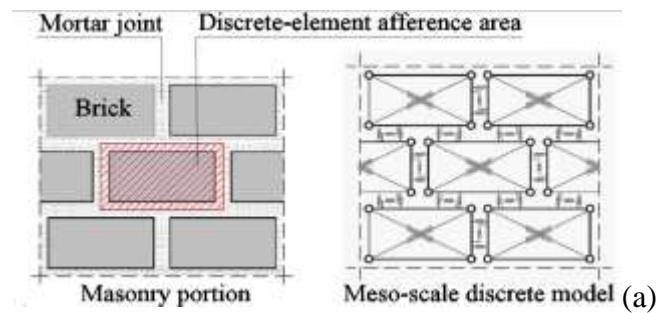 Mortar joint
Discrete-element afference area
Brick
Masonry portion
Meso-scale discrete model
(a)